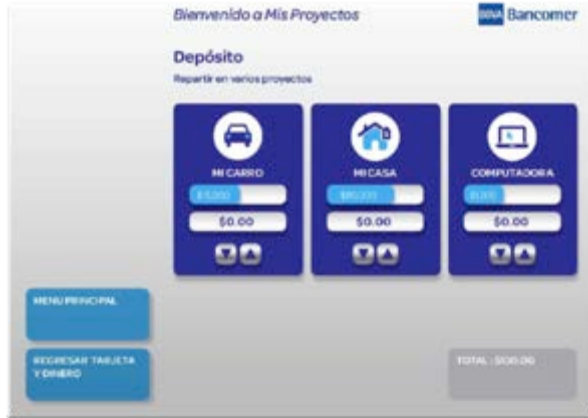 Bienvenido a Mis Proyectos
BBVA Bancomer
Depósito
Repartir en varios proyectos
MI CARRO
MI CASA
COMPUTADORA
$0.00
$0.00
$0.00
MENU PRINCIPAL
REGRESAR TARJETA
Y DINERO
TOTAL: